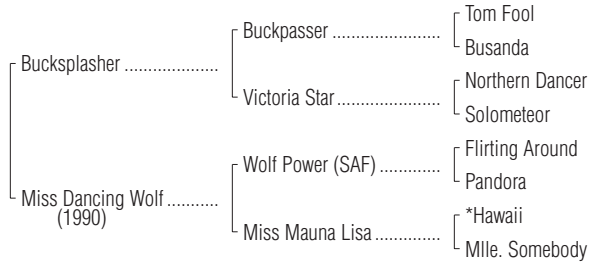 Tom Fool
Buckpasser ......................
Busanda
Bucksplasher ...................
Northern Dancer
Victoria Star.....................
Solometeor
Flirting Around
Wolf Power (SAF) .............
Pandora
Miss Dancing Wolf ...........
(1990)
*Hawaii
Miss Mauna Lisa .............
Mlle. Somebody